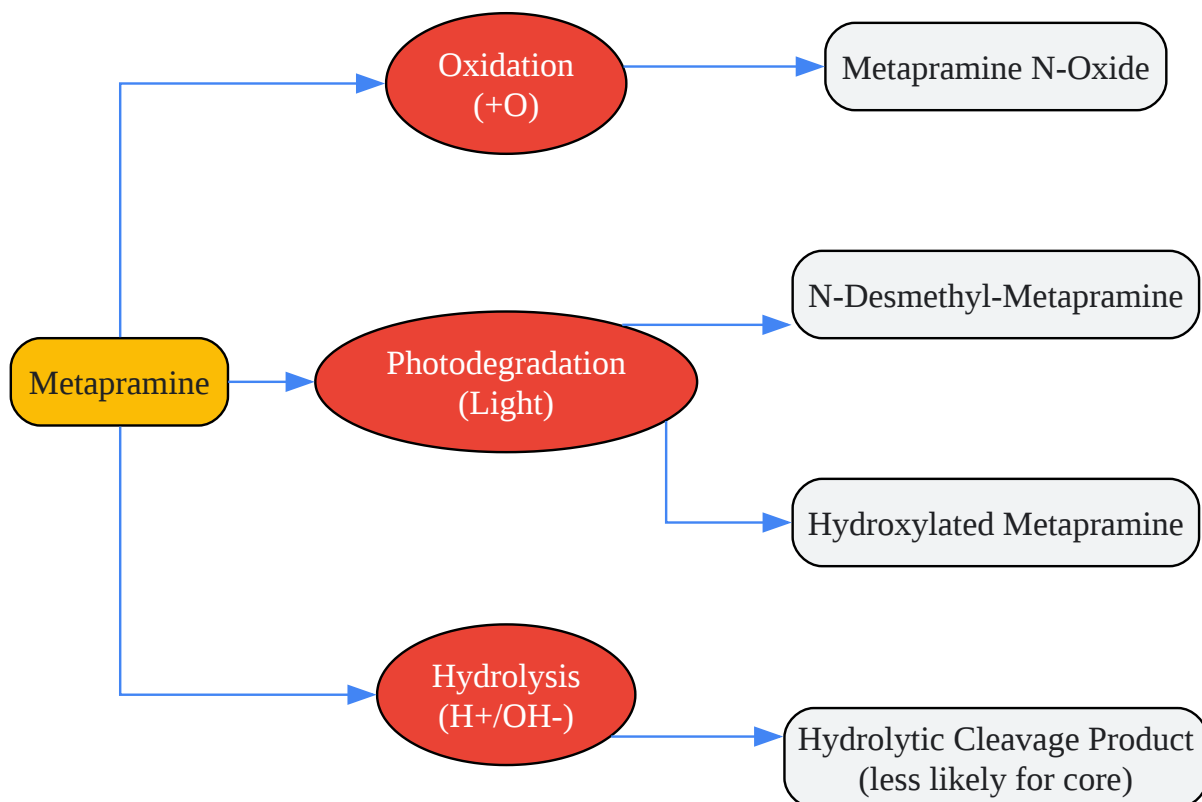 Oxidation
(+O)
Metapramine N-Oxide
N-Desmethyl-Metapramine
Metapramine
Photodegradation
(Light)
Hydroxylated Metapramine
Hydrolysis
(H+/OH-)
Hydrolytic Cleavage Product
(less likely for core)